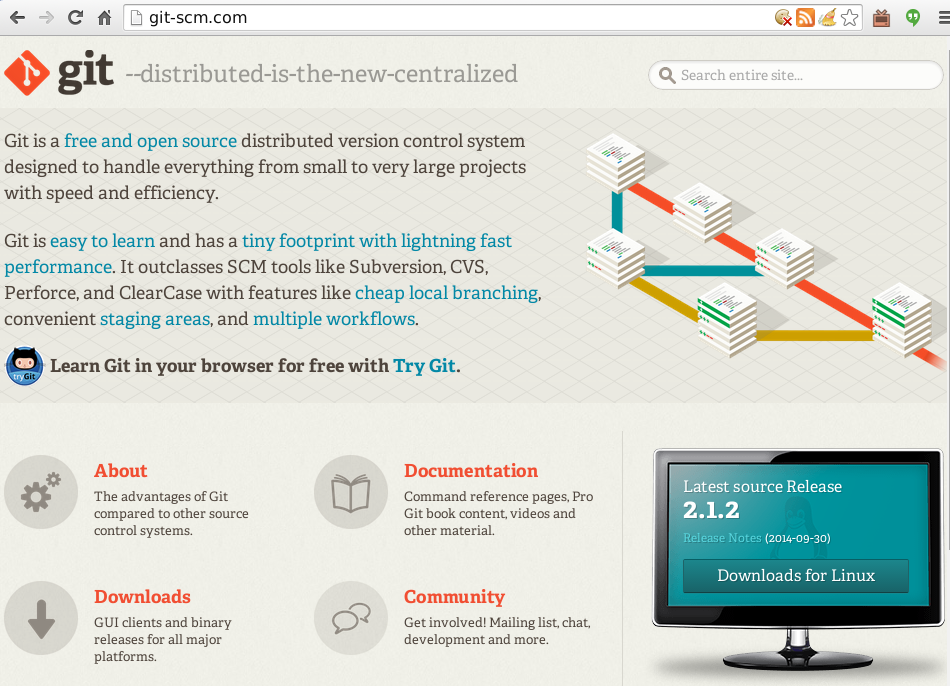 git-scm.com
git --distributed-is-the-new-centralized
Search entire site...
Git is a free and open source distributed version control system
designed to handle everything from small to very large projects
with speed and efficiency.
Git is easy to learn and has a tiny footprint with lightning fast
performance. It outclasses SCM tools like Subversion, CVS,
Perforce, and ClearCase with features like cheap local branching,
convenient staging areas, and multiple workflows.
tryGit
Learn Git in your browser for free with Try Git.
About
The advantages of Git
compared to other source
control systems.
Documentation
Command reference pages, Pro
Git book content, videos and
other material.
Downloads
GUI clients and binary
releases for all major
platforms.
Community
Get involved! Mailing list, chat,
development and more.
Latest source Release
2.1.2
Release Notes (2014-09-30)
Downloads for Linux